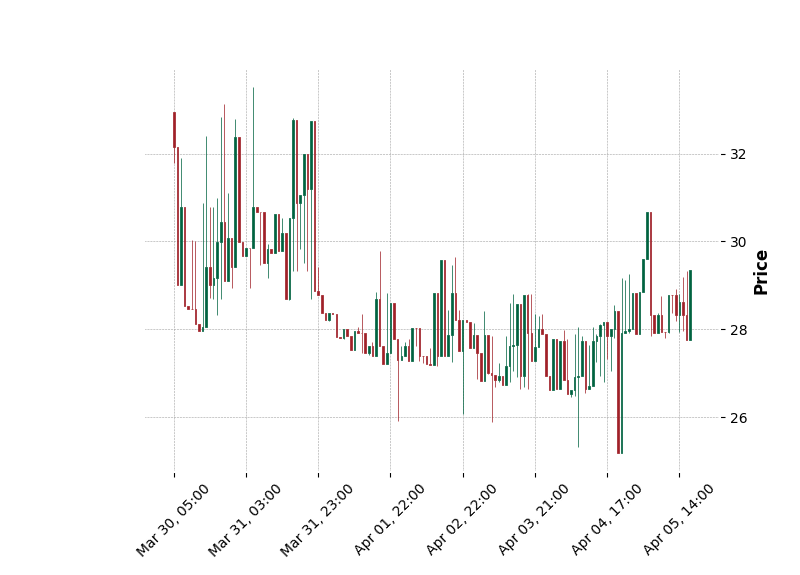 32
30
28
26
Price
Mar 30, 05:00
Mar 31, 03:00
Mar 31, 23:00
Apr 01, 22:00
Apr 02, 22:00
Apr 03, 21:00
Apr 04, 17:00
Apr 05, 14:00